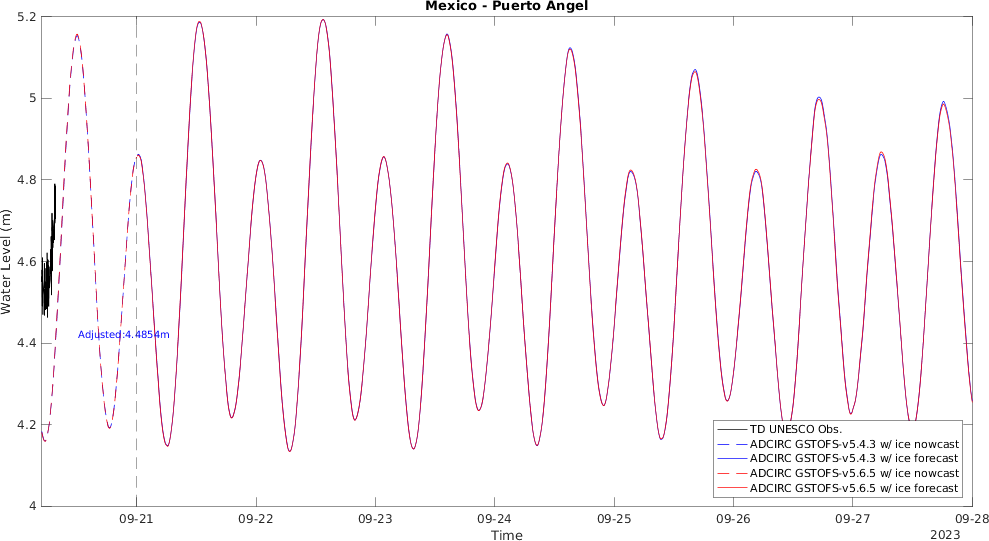 Mexico - Puerto Angel
5.2
5
4.8
4.6
4.4
4.2
4
Water Level (m)
Adjusted:4.4854m
TD UNESCO Obs.
ADCIRC GSTOFS-v5.4.3 w/ ice nowcast
ADCIRC GSTOFS-v5.4.3 w/ ice forecast
ADCIRC GSTOFS-v5.6.5 w/ ice nowcast
ADCIRC GSTOFS-v5.6.5 w/ ice forecast
09-21 09-22 09-23 09-24 09-25 09-26 09-27 09-28
Time
2023